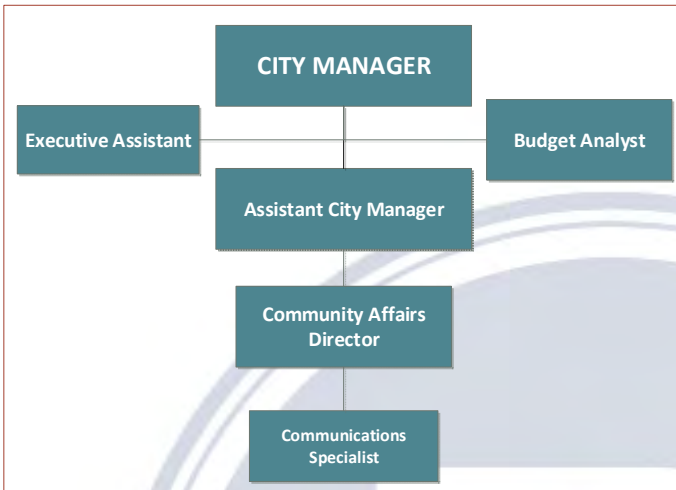 CITY MANAGER
Executive Assistant
Budget Analyst
Assistant City Manager
Community Affairs
Director
Communications
Specialist